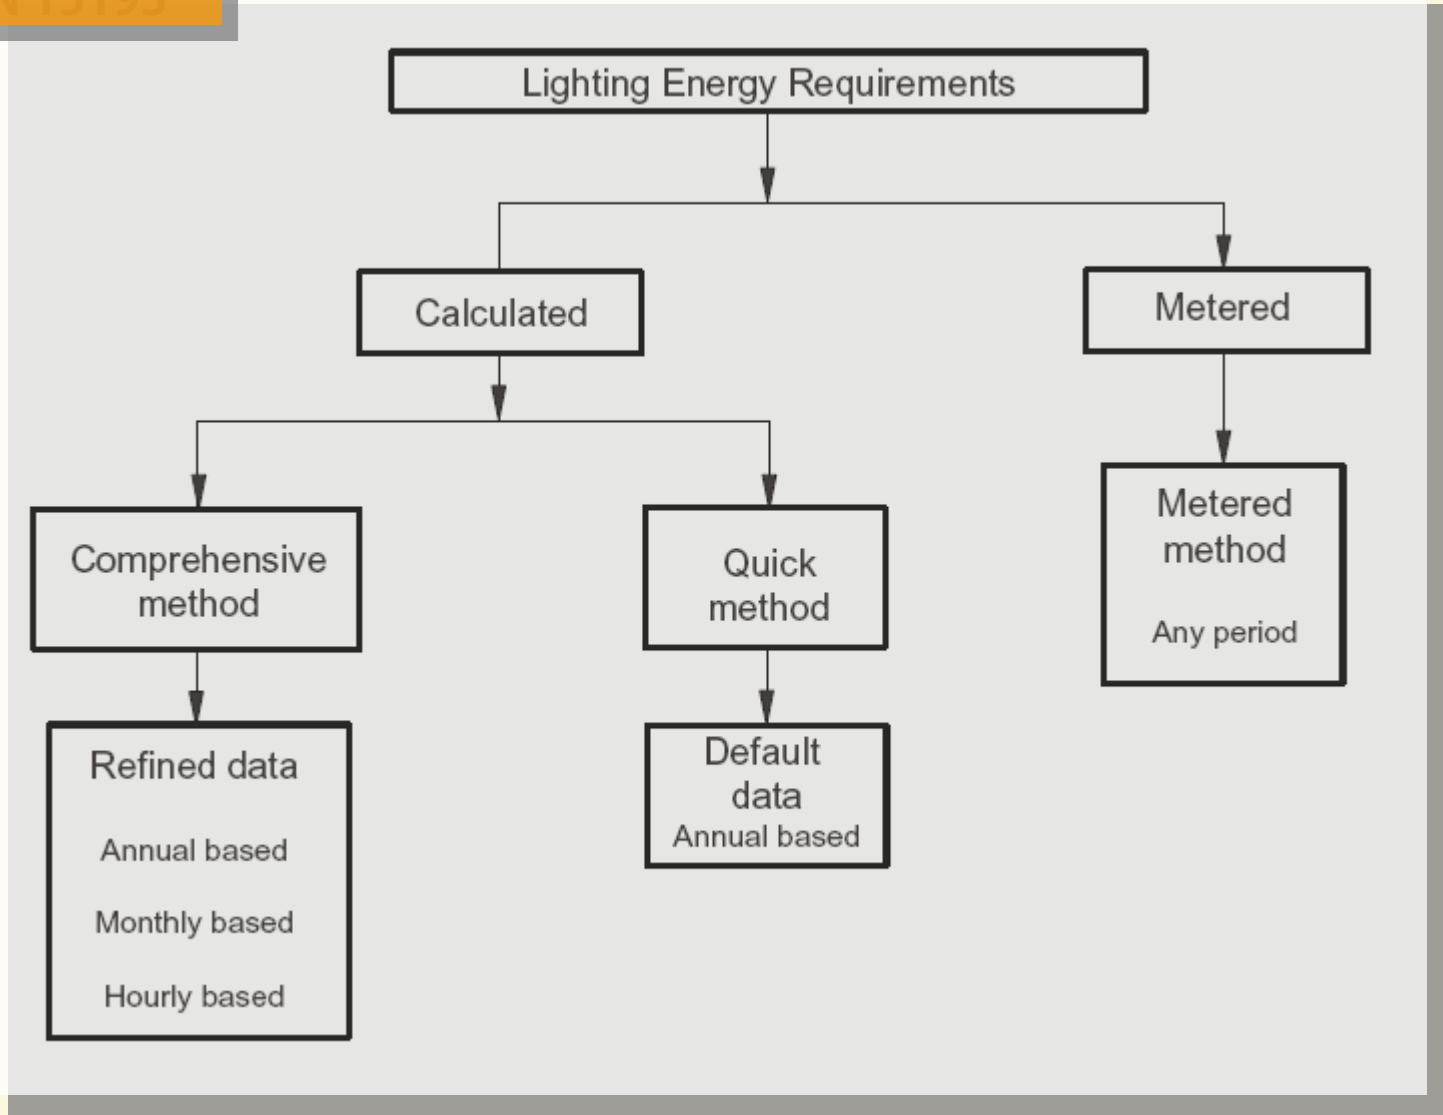 N 15193
Lighting Energy Requirements
Calculated
Metered
Comprehensive
method
Quick
method
Metered
method
Any period
Refined data
Annual based
Monthly based
Hourly based
Default
data
Annual based